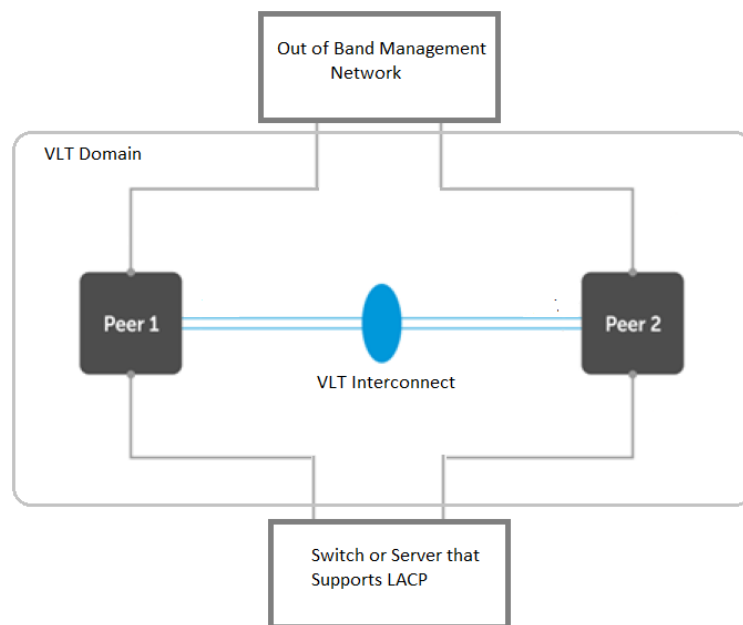 Out of Band Management
Network
VLT Domain
Peer 1
Peer 2
VLT Interconnect
Switch or Server that
Supports LACP